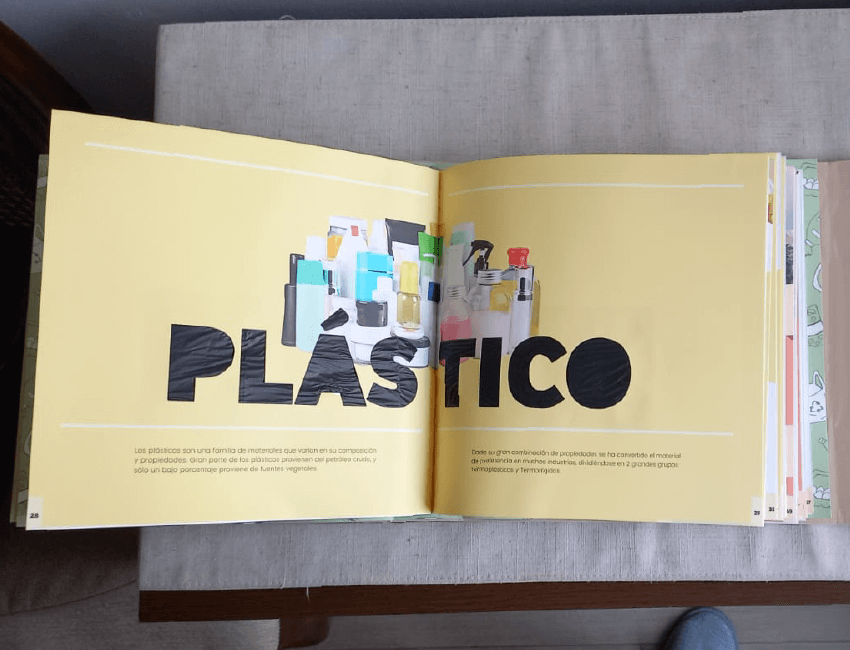 PLÁSTICO
Los plásticos son una familia de materiales que varían en su composición
y propiedades. Gran parte de los plásticos provienen del petróleo crudo, y
sólo un bajo porcentaje proviene de fuentes vegetales.
Dada su gran combinación de propiedades, se ha convertido el material
de preferencia en muchas industrias, dividiéndose en 2 grandes grupos
Termoplásticos y Termorígidos.
28
29
31